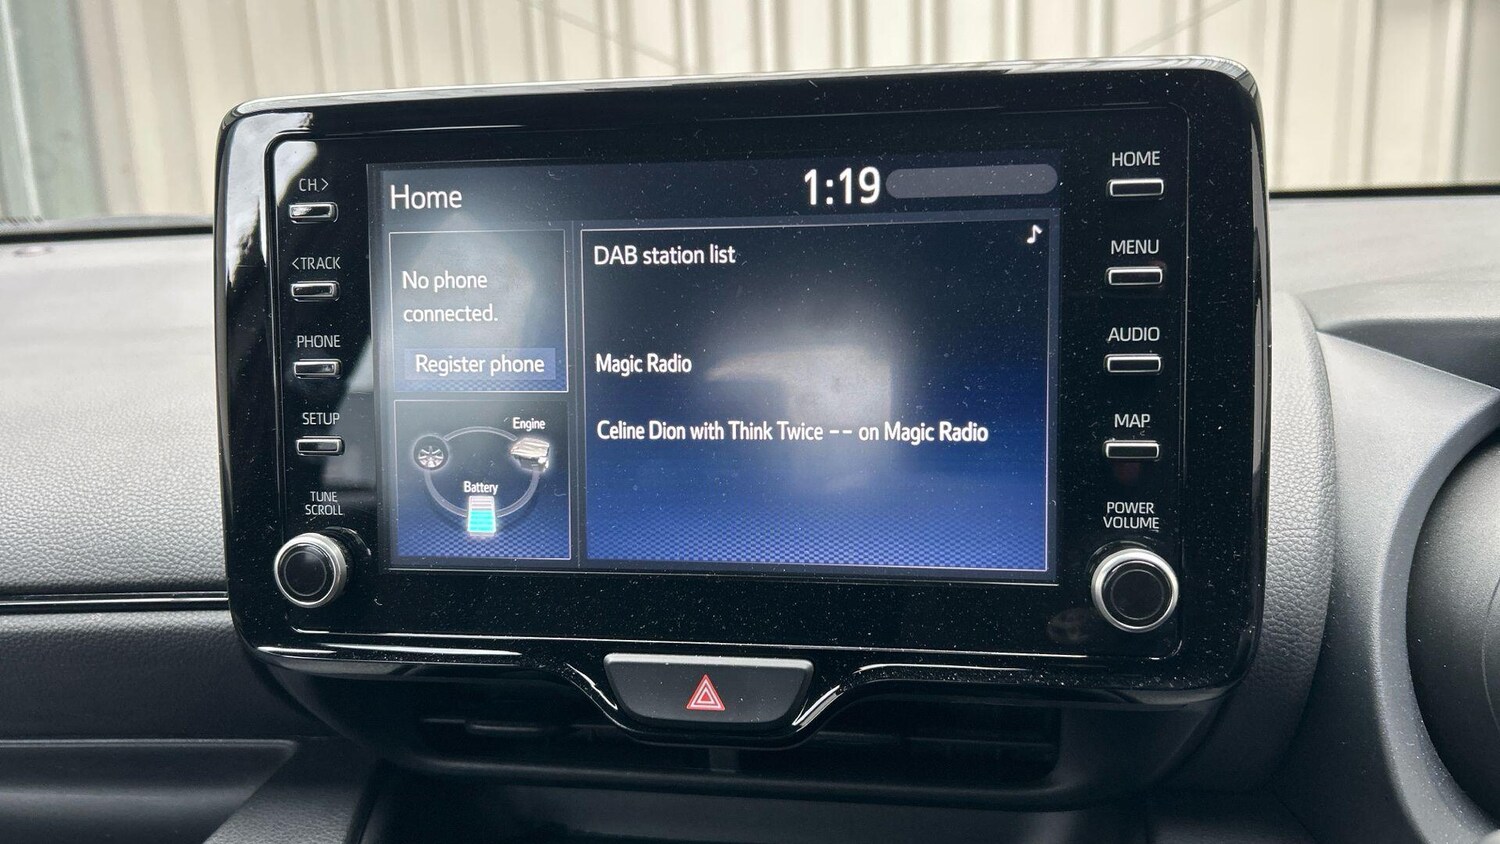 CH.>
<TRACK
PHONE
SETUP
TUNE
SCROLL
Home
1:19
No phone
connected.
Register phone
Engine
Battery
DAB station list
Magic Radio
Celine Dion with Think Twice -- on Magic Radio
HOME
MENU
AUDIO
MAP
POWER
VOLUME